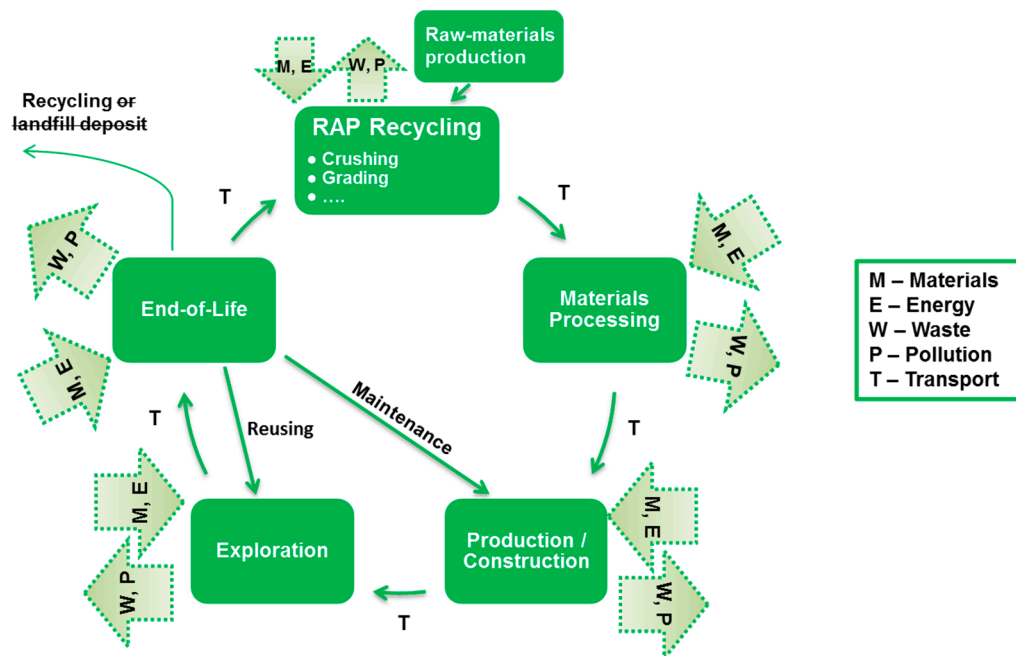 Raw-materials
production
M, E
W, P
Recycling or
landfill deposit
RAP Recycling
● Crushing
● Grading
● ....
T
T
W, P
M, E
End-of-Life
Materials
Processing
M – Materials
E – Energy
W – Waste
P – Pollution
T – Transport
M, E
W, P
Maintenance
T
Reusing
T
M, E
M, E
Exploration
Production /
Construction
W, P
W, P
T